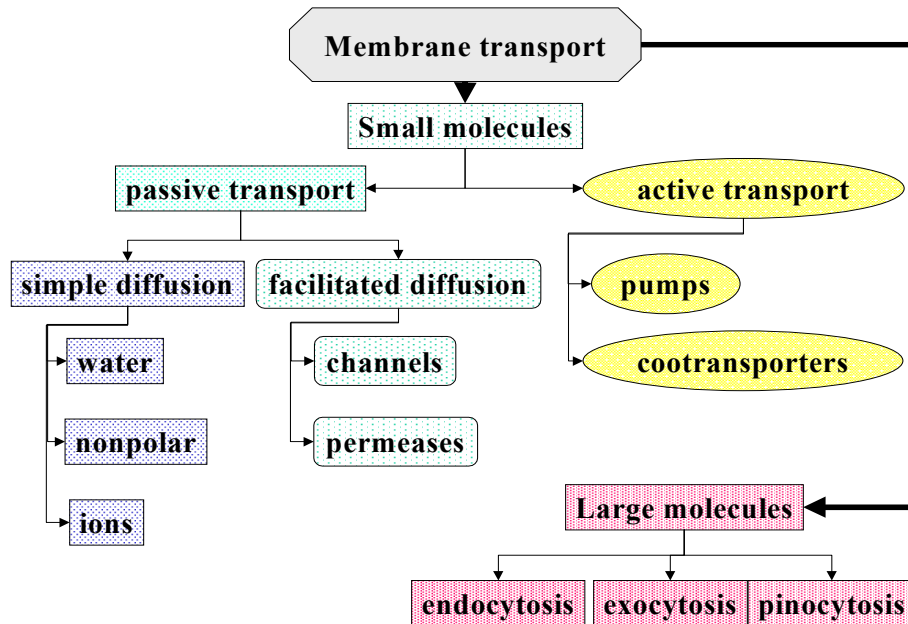 Membrane transport
Small molecules
passive transport
active transport
simple diffusion
facilitated diffusion
pumps
water
channels
cootransporters
nonpolar
permeases
ions
Large molecules
endocytosis
exocytosis
pinocytosis